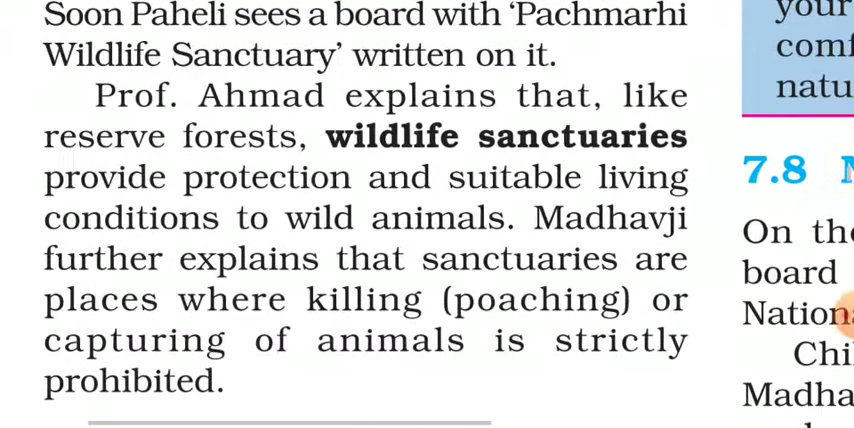 Soon Paheli sees a board with ‘Pachmarhi
Wildlife Sanctuary’ written on it.
Prof. Ahmad explains that, like
reserve forests, wildlife sanctuaries
provide protection and suitable living
conditions to wild animals. Madhavji
further explains that sanctuaries are
places where killing (poaching) or
capturing of animals is strictly
prohibited.
your
comf
natu
7.8
On the
board
Nation
Chi
Madha